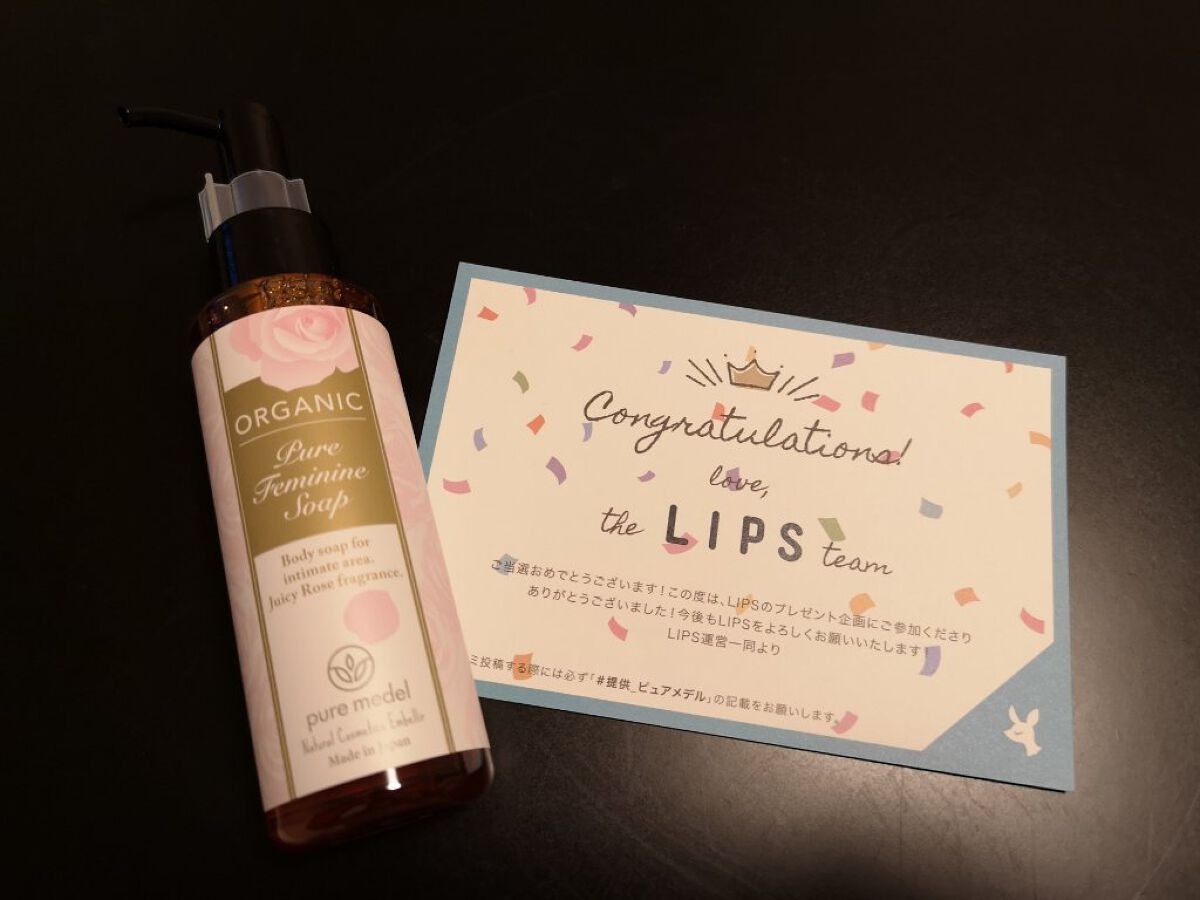 ORGANIC
Pure
Feminine
Soap
Body soap for
intimate area.
Juicy Rose fragrance.
pure medel
Natural Cosmetics Embellir
Made in Japan
Congratulations!
love,
the LIPS team
ご当選おめでとうございます!この度は、LIPSのプレゼント企画にご参加くださり
ありがとうございました!今後もLIPSをよろしくお願いいたします!
LIPS運営一同より
ミ投稿する際には必ず「#提供_ピュアメデル」の記載をお願いします。